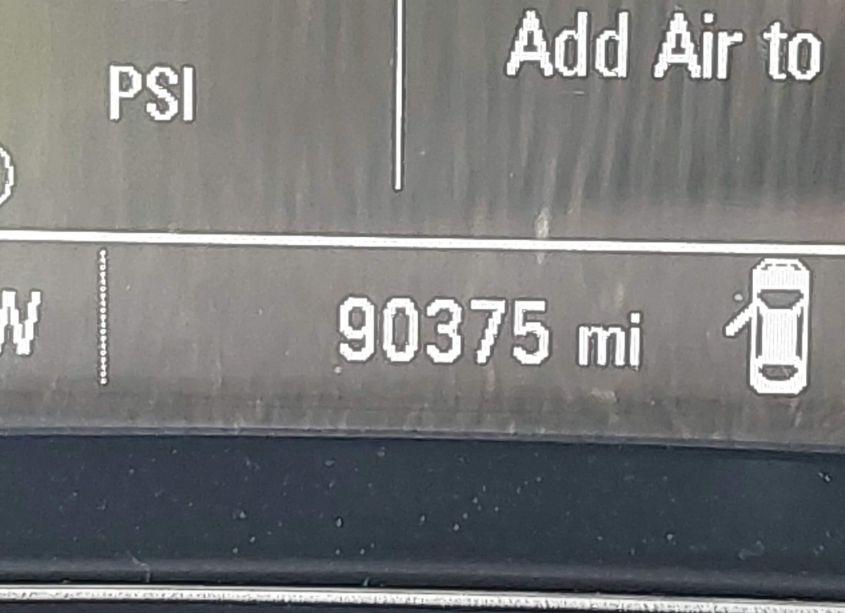 Add Air to
PSI
W
90375 mi